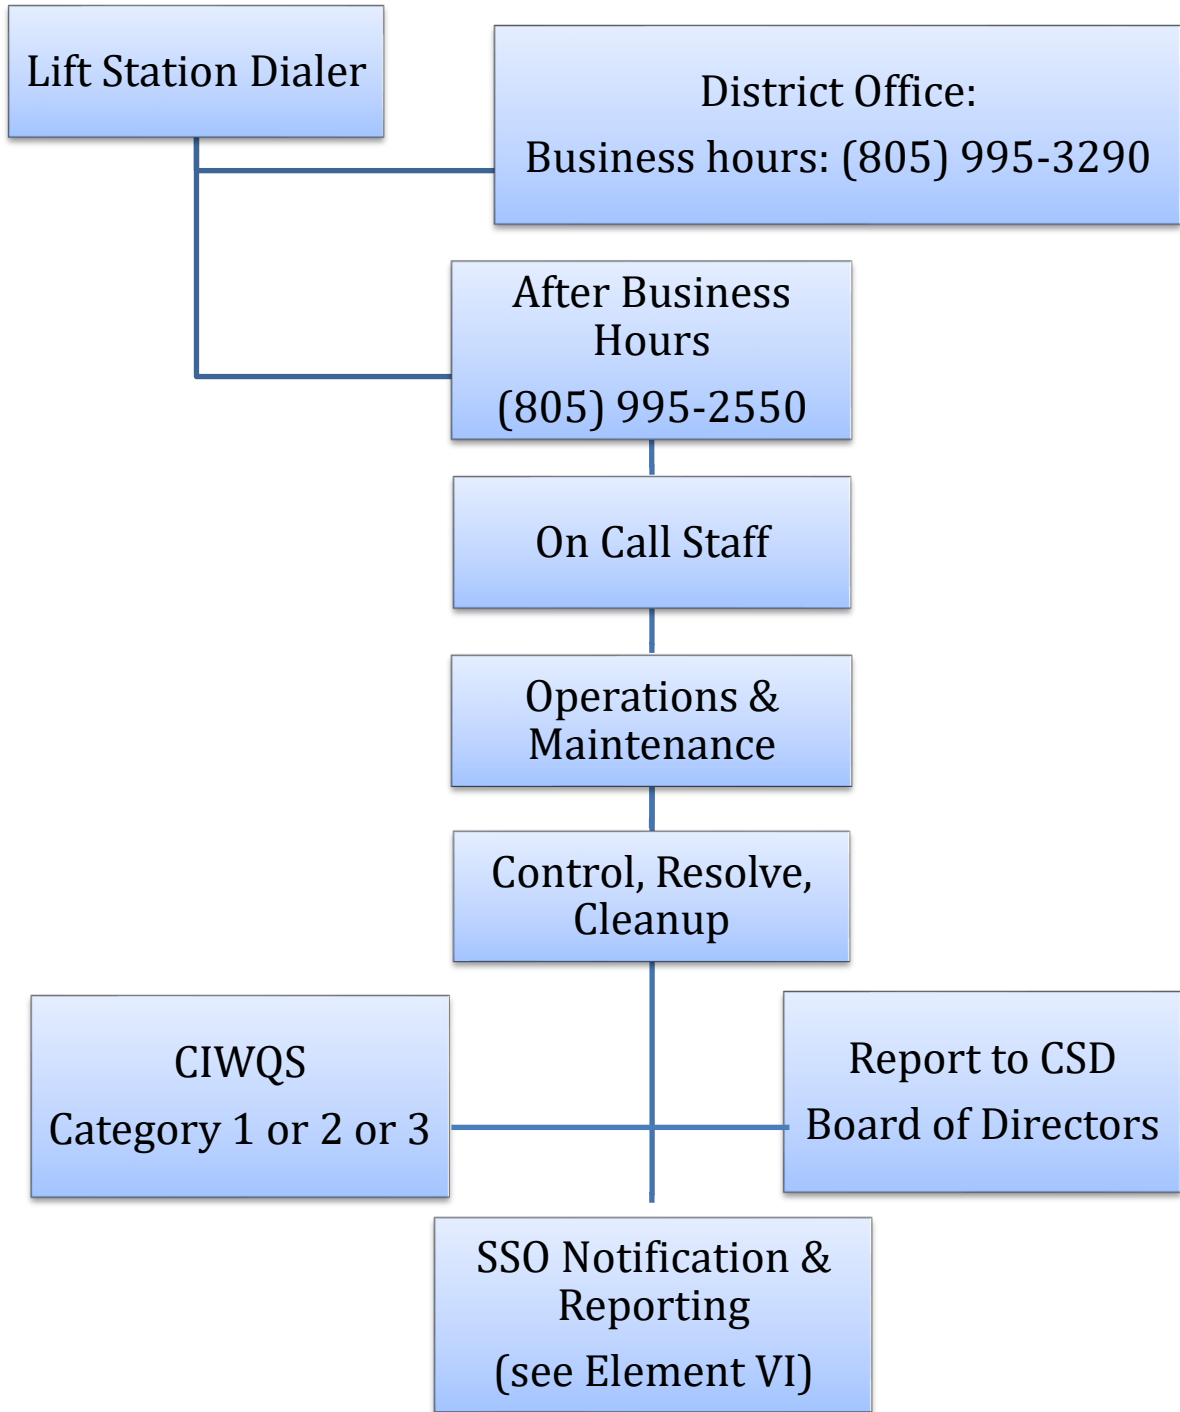 Lift Station Dialer
District Office:
Business hours: (805) 995-3290
After Business
Hours
(805) 995-2550
On Call Staff
Operations &
Maintenance
Control, Resolve,
Cleanup
CIWQS
Category 1 or 2 or 3
Report to CSD
Board of Directors
SSO Notification &
Reporting
(see Element VI)